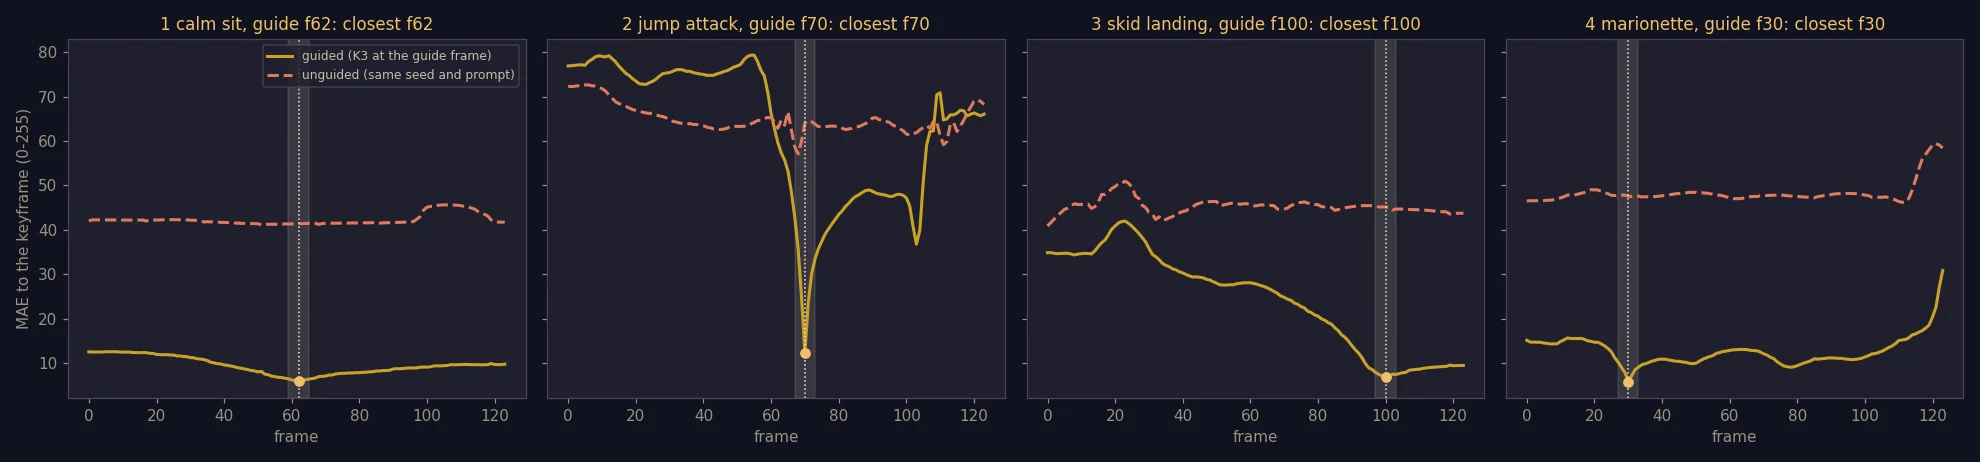 1 calm sit, guide f62: closest f62
2 jump attack, guide f70: closest f70
3 skid landing, guide f100: closest f100
4 marionette, guide f30: closest f30
guided (K3 at the guide frame)
unguided (same seed and prompt)
MAE to the keyframe (0-255)
80
70
60
50
40
30
20
10
0 20 40 60 80 100 120
0 20 40 60 80 100 120
0 20 40 60 80 100 120
0 20 40 60 80 100 120
frame
frame
frame
frame